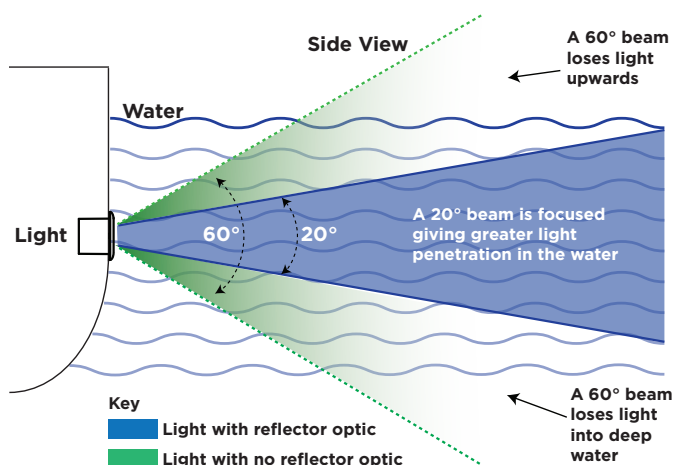 Side View
A 60° beam
loses light
upwards
Water
Light
60°
20°
A 20° beam is focused
giving greater light
penetration in the water
A 60° beam
loses light
into deep
water
Key
Light with reflector optic
Light with no reflector optic